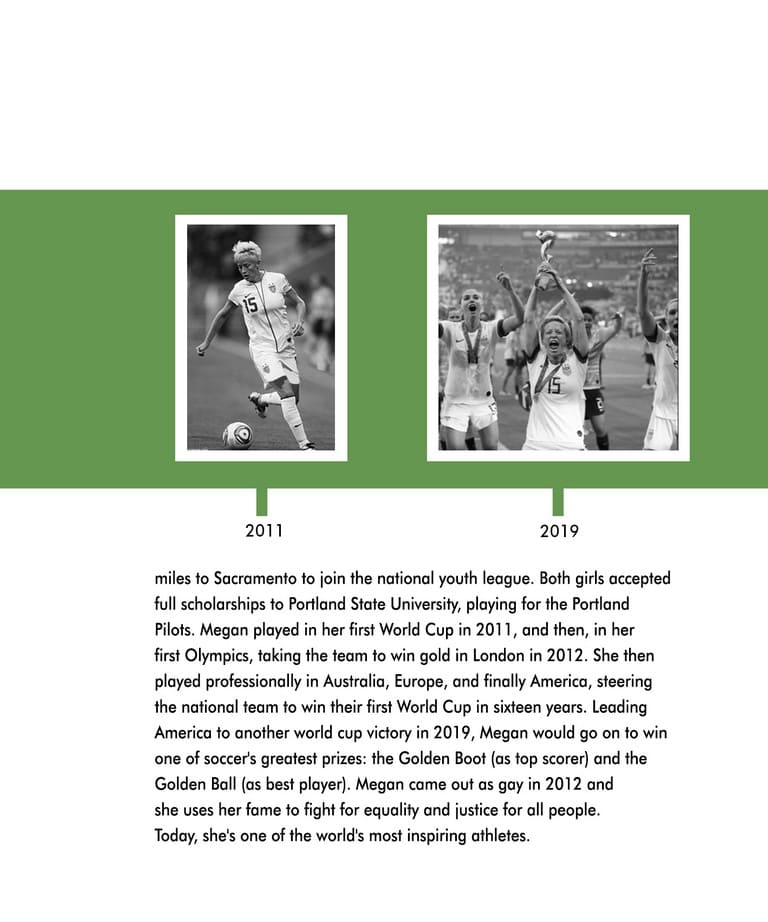 15
15
2011
2019
miles to Sacramento to join the national youth league. Both girls accepted
full scholarships to Portland State University, playing for the Portland
Pilots. Megan played in her first World Cup in 2011, and then, in her
first Olympics, taking the team to win gold in London in 2012. She then
played professionally in Australia, Europe, and finally America, steering
the national team to win their first World Cup in sixteen years. Leading
America to another world cup victory in 2019, Megan would go on to win
one of soccer's greatest prizes: the Golden Boot (as top scorer) and the
Golden Ball (as best player). Megan came out as gay in 2012 and
she uses her fame to fight for equality and justice for all people.
Today, she's one of the world's most inspiring athletes.